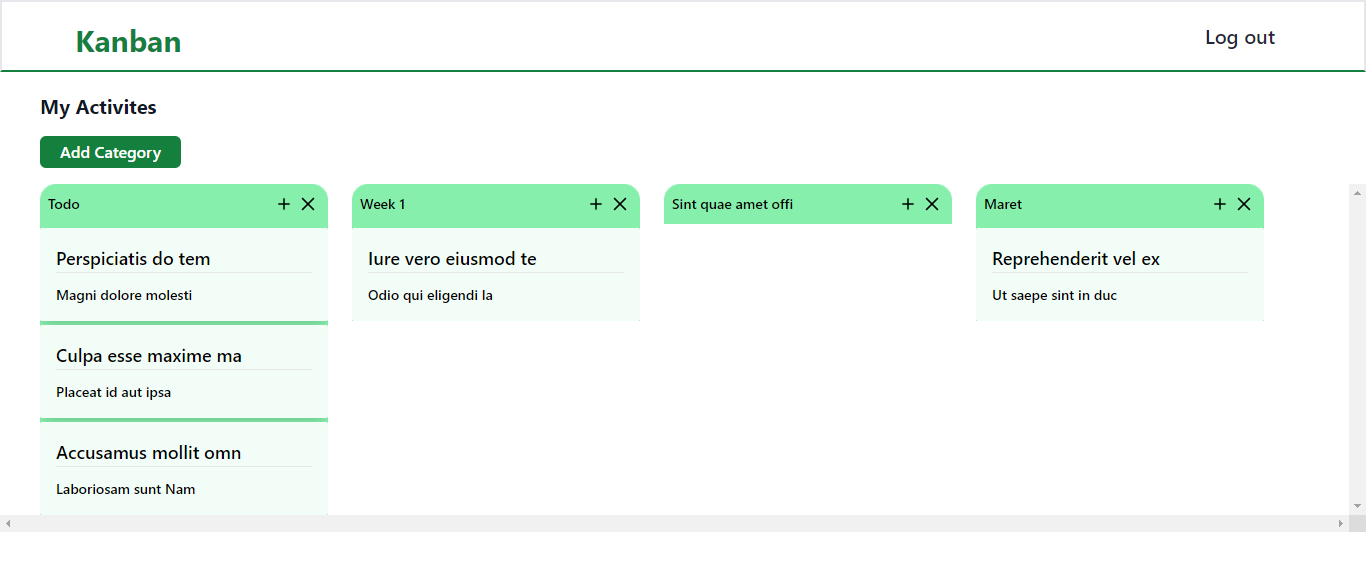 Kanban
Log out
My Activites
Add Category
Todo
Perspiciatis do tem
Magni dolore molesti
Culpa esse maxime ma
Placeat id aut ipsa
Accusamus mollit omn
Laboriosam sunt Nam
Week 1
Iure vero eiusmod te
Odio qui eligendi la
Sint quae amet offi
Maret
Reprehenderit vel ex
Ut saepe sint in duc